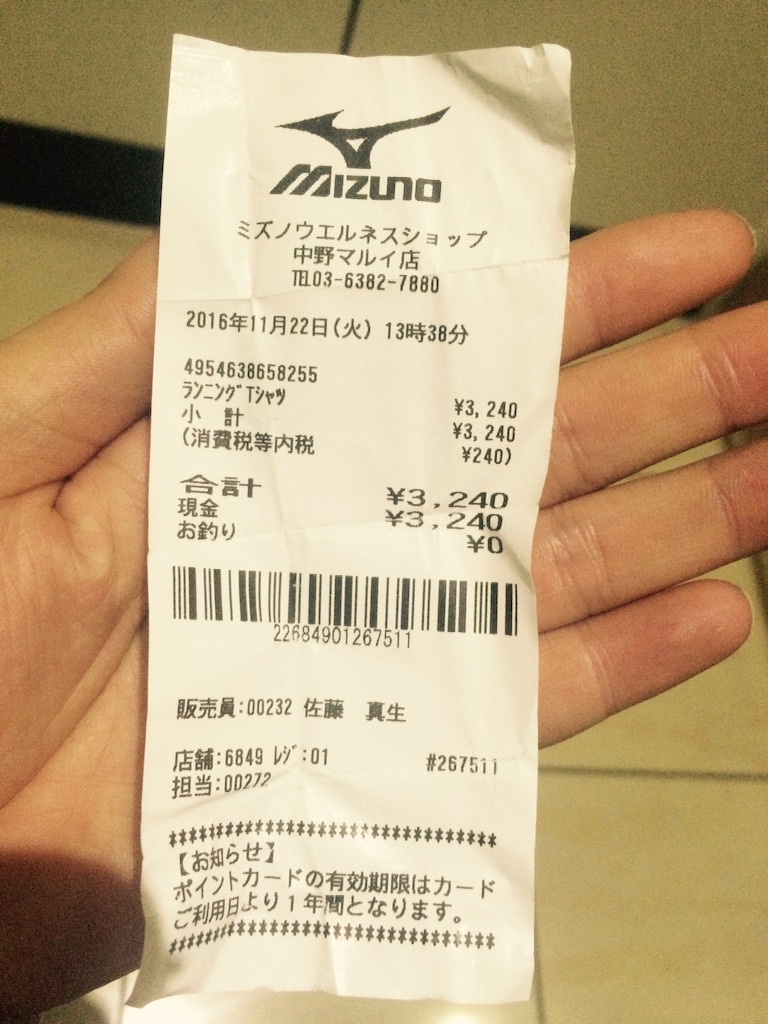 MIZUNO
ミズノウエルネスショップ
中野マルイ店
TEL03-6382-7880
2016年11月22日(火) 13時38分
4954638658255
ランニングTシャツ ¥3,240
小 計 ¥3,240
(消費税等内税 ¥240)
合計 ¥3,240
現金 ¥3,240
お釣り ¥0
22684901267511
販売員:00232 佐藤 真生
店舗:6849 レジ:01 #267511
担当:00272
****************************************
【お知らせ】
ポイントカードの有効期限はカード
ご利用日より1年間となります。
****************************************